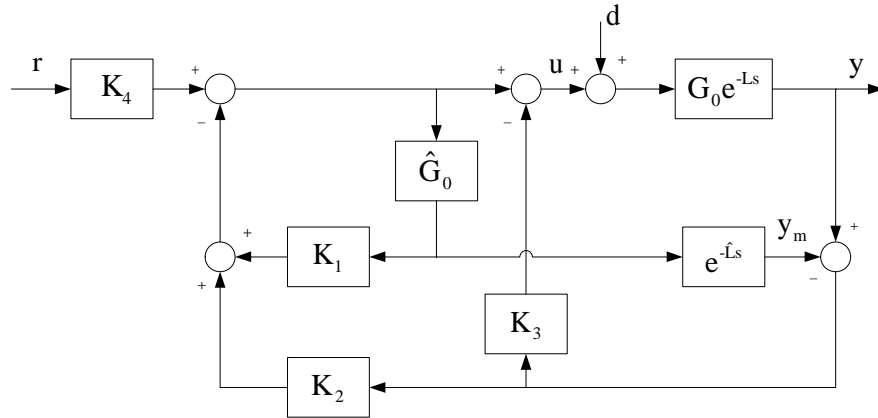 r
K₄
+
−
+
−
u
+
d
+
G₀e⁻ᴸˢ
y
Ĝ₀
+
+
K₁
e^{-L̂s}
yₘ
+
−
K₃
K₂